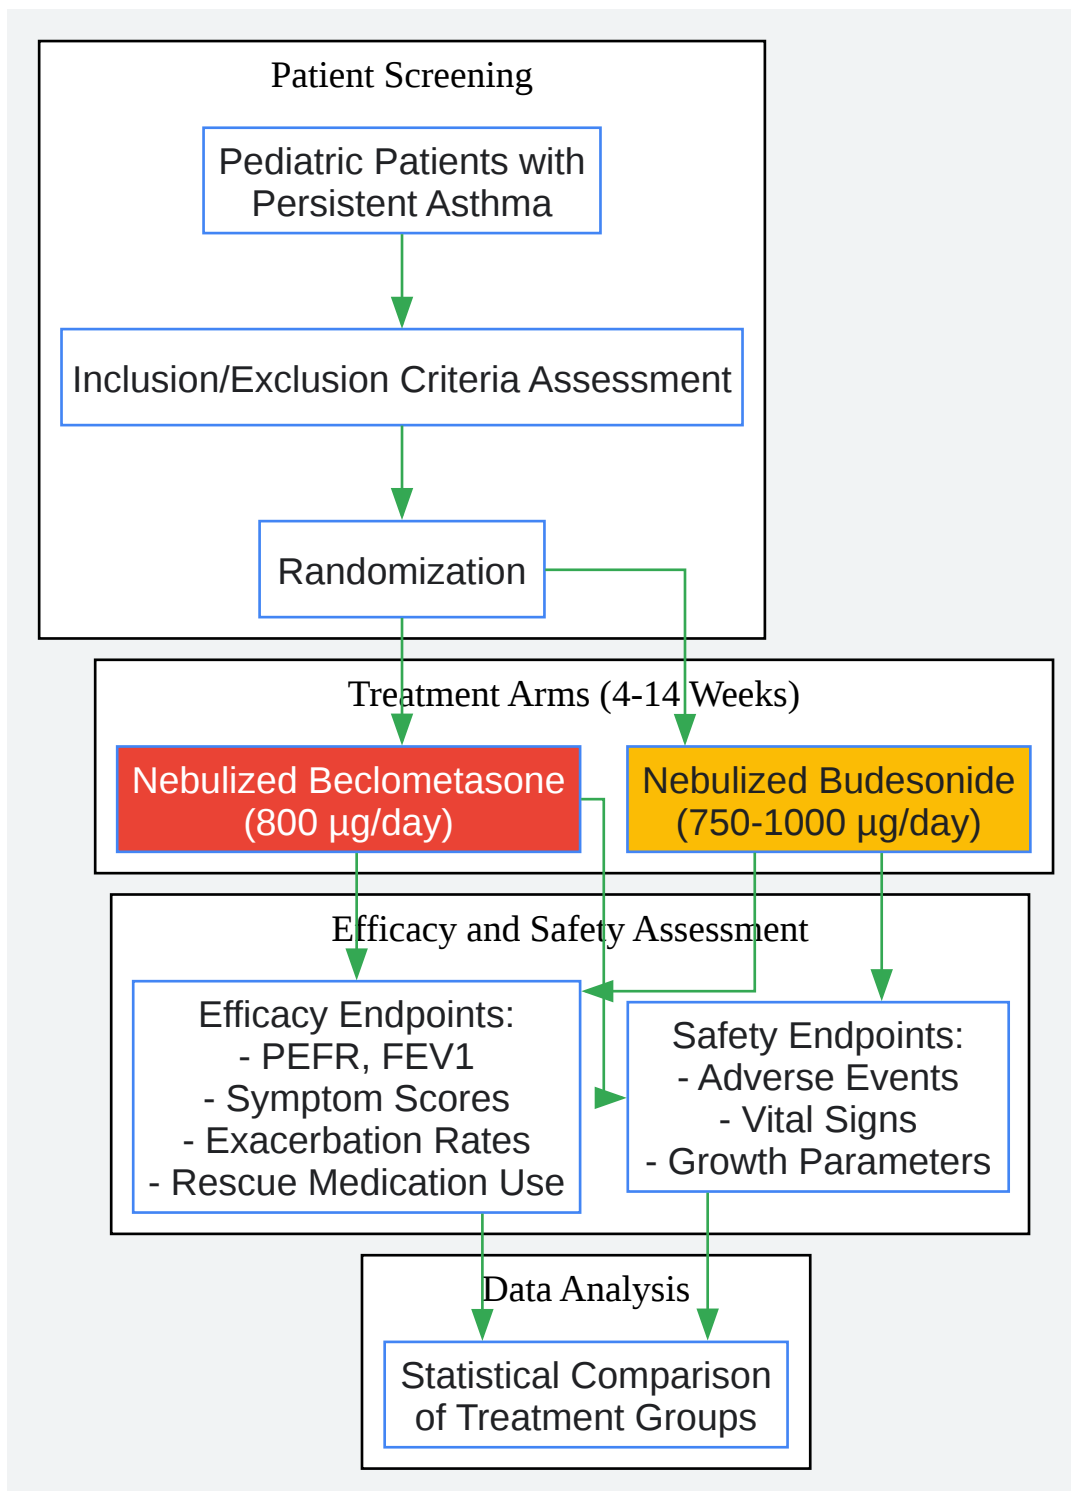 Patient Screening
Pediatric Patients with
Persistent Asthma
Inclusion/Exclusion Criteria Assessment
Randomization
Treatment Arms (4-14 Weeks)
Nebulized Beclometasone
(800 µg/day)
Nebulized Budesonide
(750-1000 µg/day)
Efficacy and Safety Assessment
Efficacy Endpoints:
- PEFR, FEV1
- Symptom Scores
- Exacerbation Rates
- Rescue Medication Use
Safety Endpoints:
- Adverse Events
- Vital Signs
- Growth Parameters
Data Analysis
Statistical Comparison
of Treatment Groups